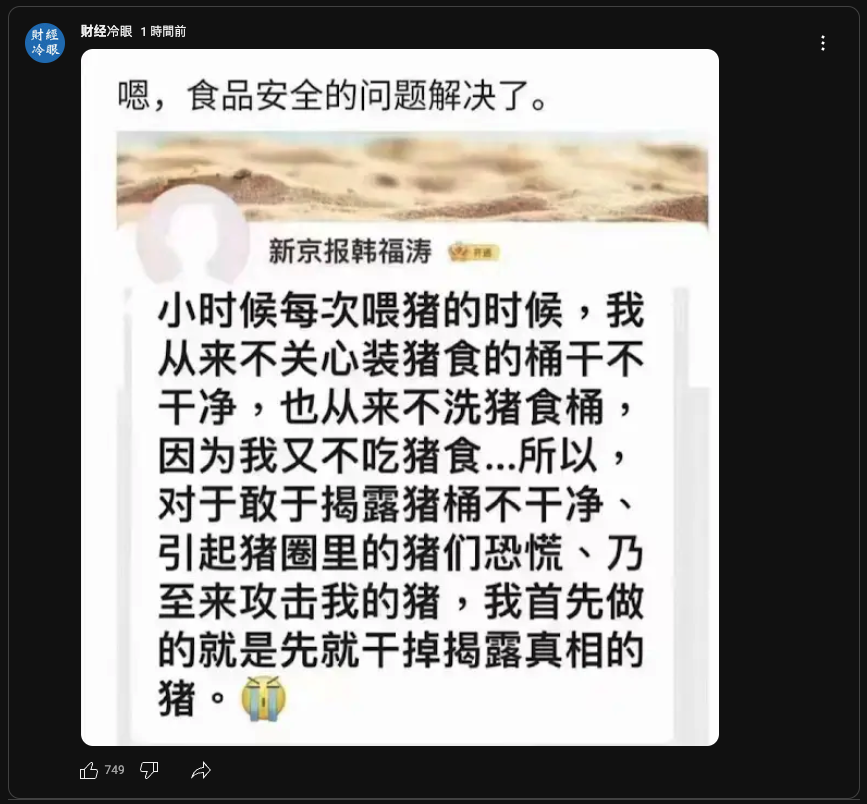 財經
冷眼
财经冷眼 1 時間前
嗯，食品安全的问题解决了。
新京报韩福涛
开通
小时候每次喂猪的时候，我
从来不关心装猪食的桶干不
干净，也从来不洗猪食桶，
因为我又不吃猪食...所以，
对于敢于揭露猪桶不干净、
引起猪圈里的猪们恐慌、乃
至来攻击我的猪，我首先做
的就是先就干掉揭露真相的
猪。😭
749